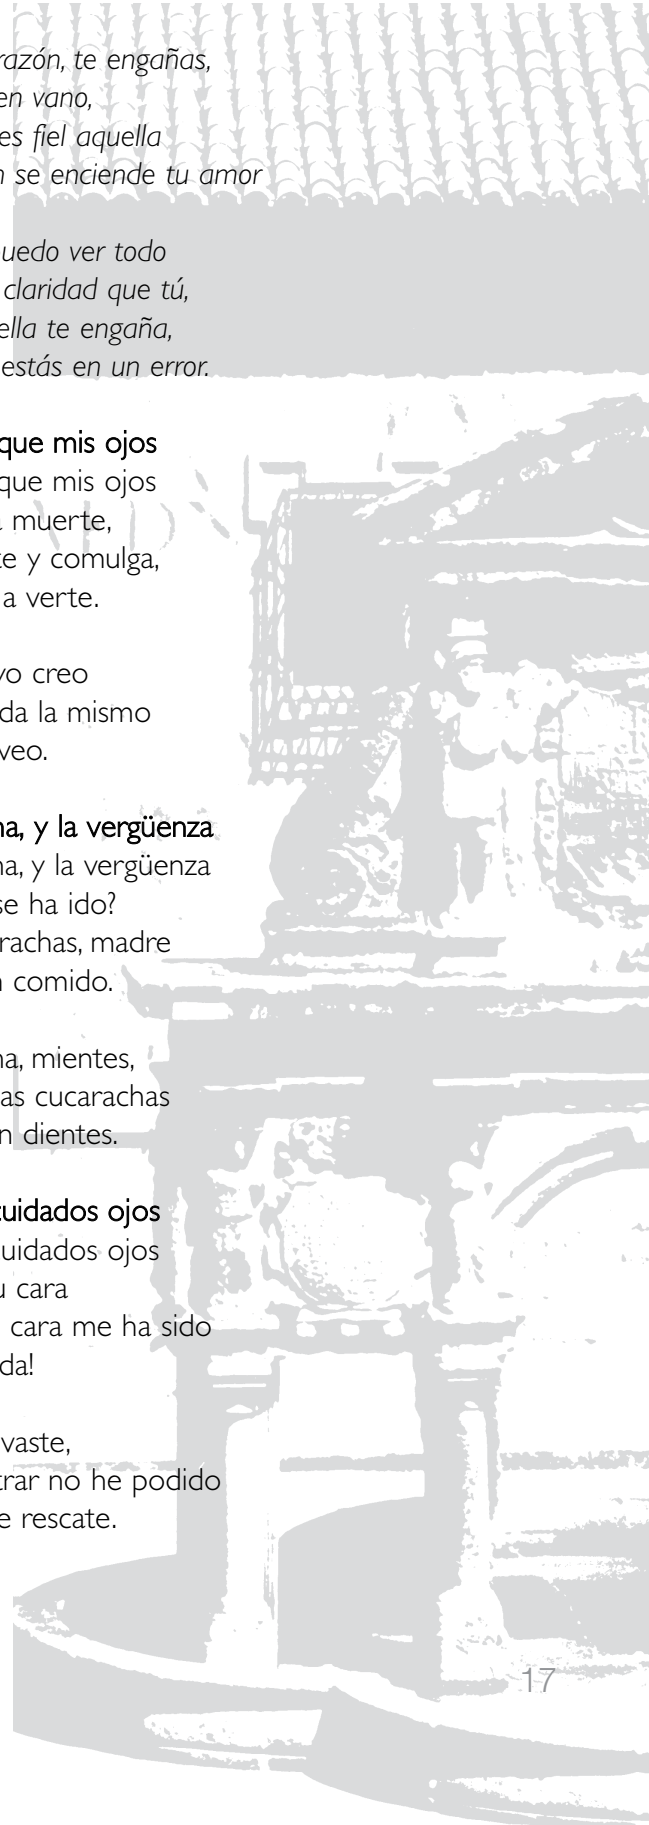 razón, te engañas,
en vano,
es fiel aquella
se enciende tu amor
uedo ver todo
claridad que tú,
ella te engaña,
estás en un error.
que mis ojos
que mis ojos
muerte,
te y comulga,
a verte.
yo creo
da la mismo
veo.
na, y la vergüenza
na, y la vergüenza
se ha ido?
rachas, madre
n comido.
na, mientes,
as cucarachas
n dientes.
cuidados ojos
cuidados ojos
u cara
cara me ha sido
da!
vaste,
trar no he podido
e rescate.
17